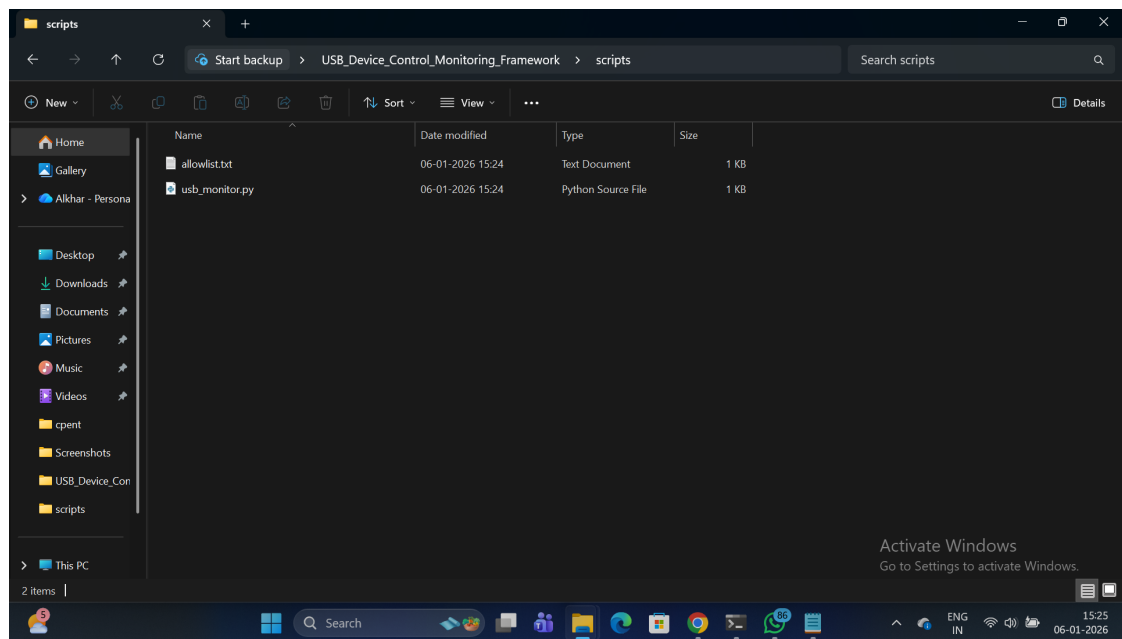 scripts
Start backup > USB_Device_Control_Monitoring_Framework > scripts
Search scripts
New
Sort
View
Details
Name Date modified Type Size
allowlist.txt 06-01-2026 15:24 Text Document 1 KB
usb_monitor.py 06-01-2026 15:24 Python Source File 1 KB
Home
Gallery
Alkhar - Persona
Desktop
Downloads
Documents
Pictures
Music
Videos
cpent
Screenshots
USB_Device_Con
scripts
This PC
Activate Windows
Go to Settings to activate Windows.
2 items
5
Search
86
ENG
IN
15:25
06-01-2026